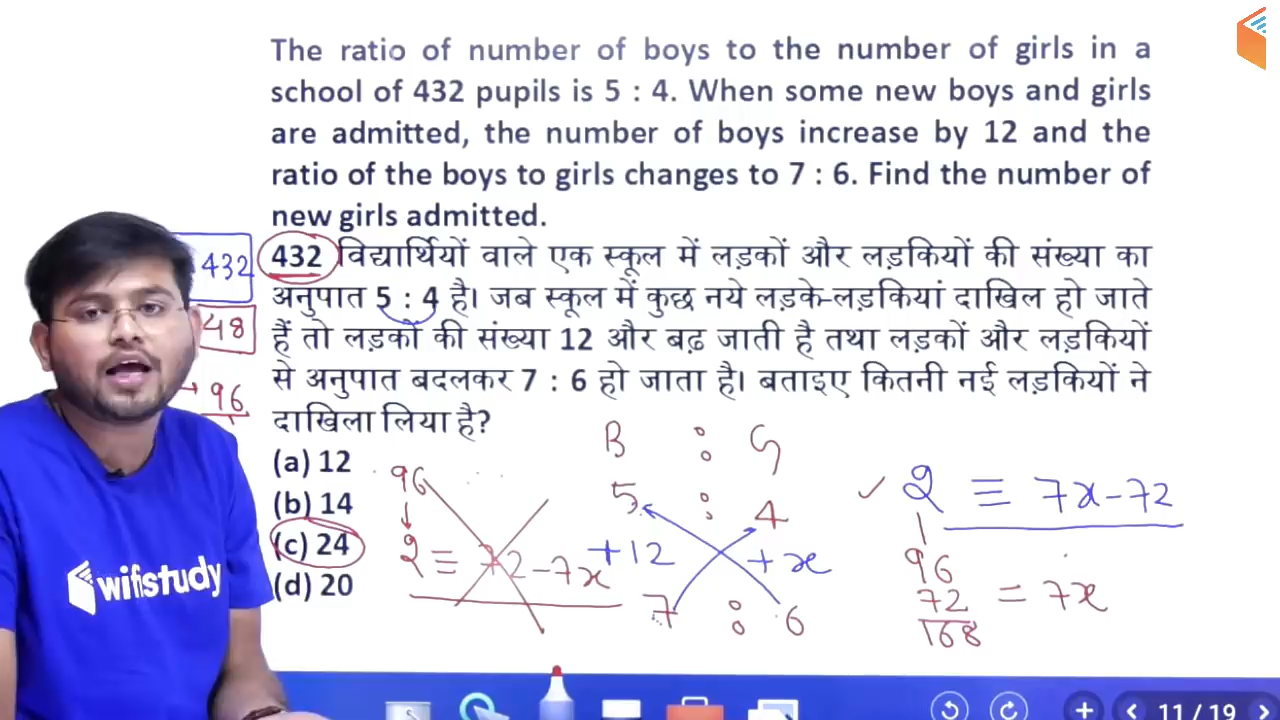 The ratio of number of boys to the number of girls in a
school of 432 pupils is 5 : 4. When some new boys and girls
are admitted, the number of boys increase by 12 and the
ratio of the boys to girls changes to 7 : 6. Find the number of
new girls admitted.
432 विद्यार्थियों वाले एक स्कूल में लड़कों और लड़कियों की संख्या का
अनुपात 5 : 4 है। जब स्कूल में कुछ नये लड़के-लड़कियां दाखिल हो जाते
हैं तो लड़कों की संख्या 12 और बढ़ जाती है तथा लड़कों और लड़कियों
से अनुपात बदलकर 7 : 6 हो जाता है। बताइए कितनी नई लड़कियों ने
दाखिला लिया है?
(a) 12
(b) 14
(c) 24
(d) 20
432
48
→ 96
96
2 ≡ 72-7x
B : G
5 : 4
+12 +x
7 : 6
✓ 2 ≡ 7x-72
96
72 = 7x
168
wifistudy
11 / 19